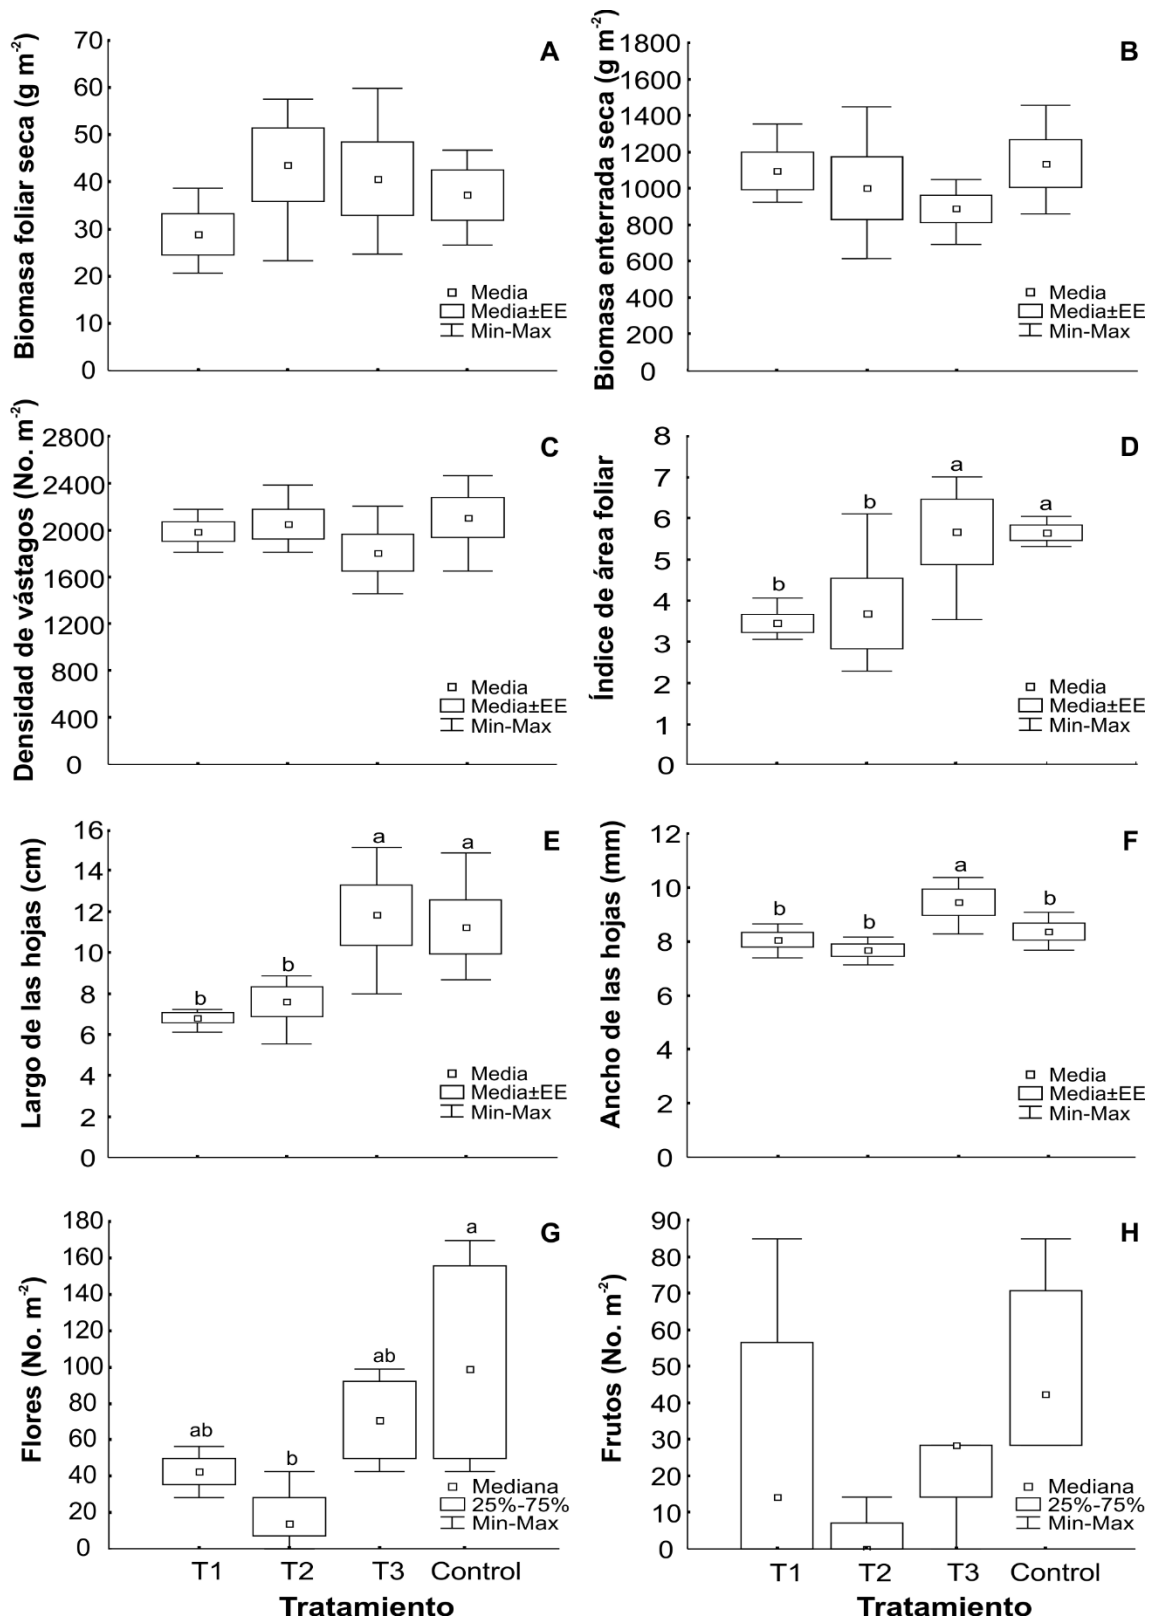 A
Biomasa foliar seca (g m⁻²)
70
60
50
40
30
20
10
0
Media
Media±EE
Min-Max
B
Biomasa enterrada seca (g m⁻²)
1800
1600
1400
1200
1000
800
600
400
200
0
Media
Media±EE
Min-Max
C
Densidad de vástagos (No. m⁻²)
2800
2400
2000
1600
1200
800
400
0
Media
Media±EE
Min-Max
D
Índice de área foliar
8
7
6
5
4
3
2
1
0
b
b
a
a
Media
Media±EE
Min-Max
E
Largo de las hojas (cm)
16
14
12
10
8
6
4
2
0
b
b
a
a
Media
Media±EE
Min-Max
F
Ancho de las hojas (mm)
12
10
8
6
4
2
0
b
b
a
b
Media
Media±EE
Min-Max
G
Flores (No. m⁻²)
180
160
140
120
100
80
60
40
20
0
ab
b
ab
a
Mediana
25%-75%
Min-Max
T1 T2 T3 Control
Tratamiento
H
Frutos (No. m⁻²)
90
80
70
60
50
40
30
20
10
0
Mediana
25%-75%
Min-Max
T1 T2 T3 Control
Tratamiento